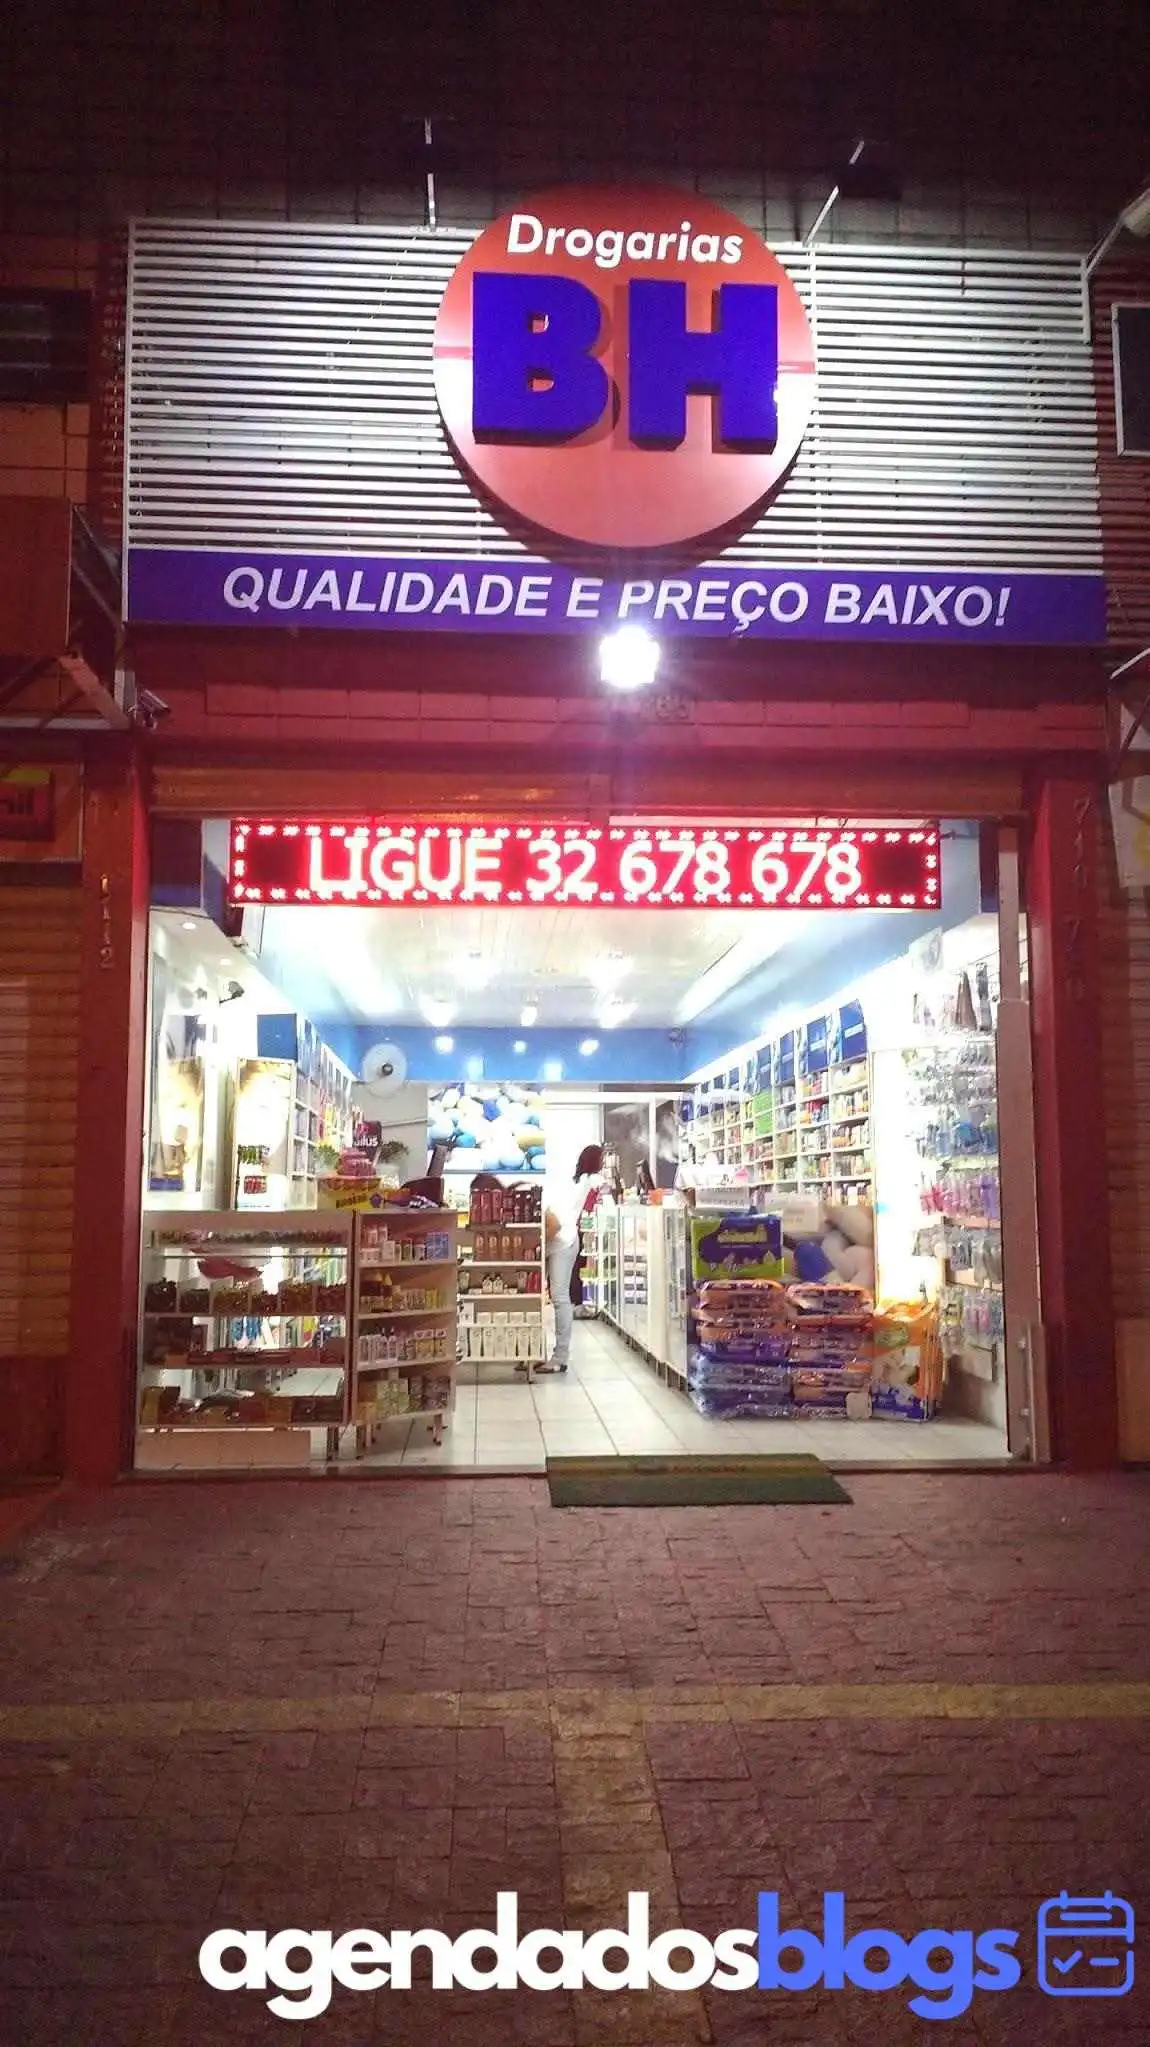 Drogarias
BH
QUALIDADE E PREÇO BAIXO!
LIGUE 32 678 678
agendadosblogs